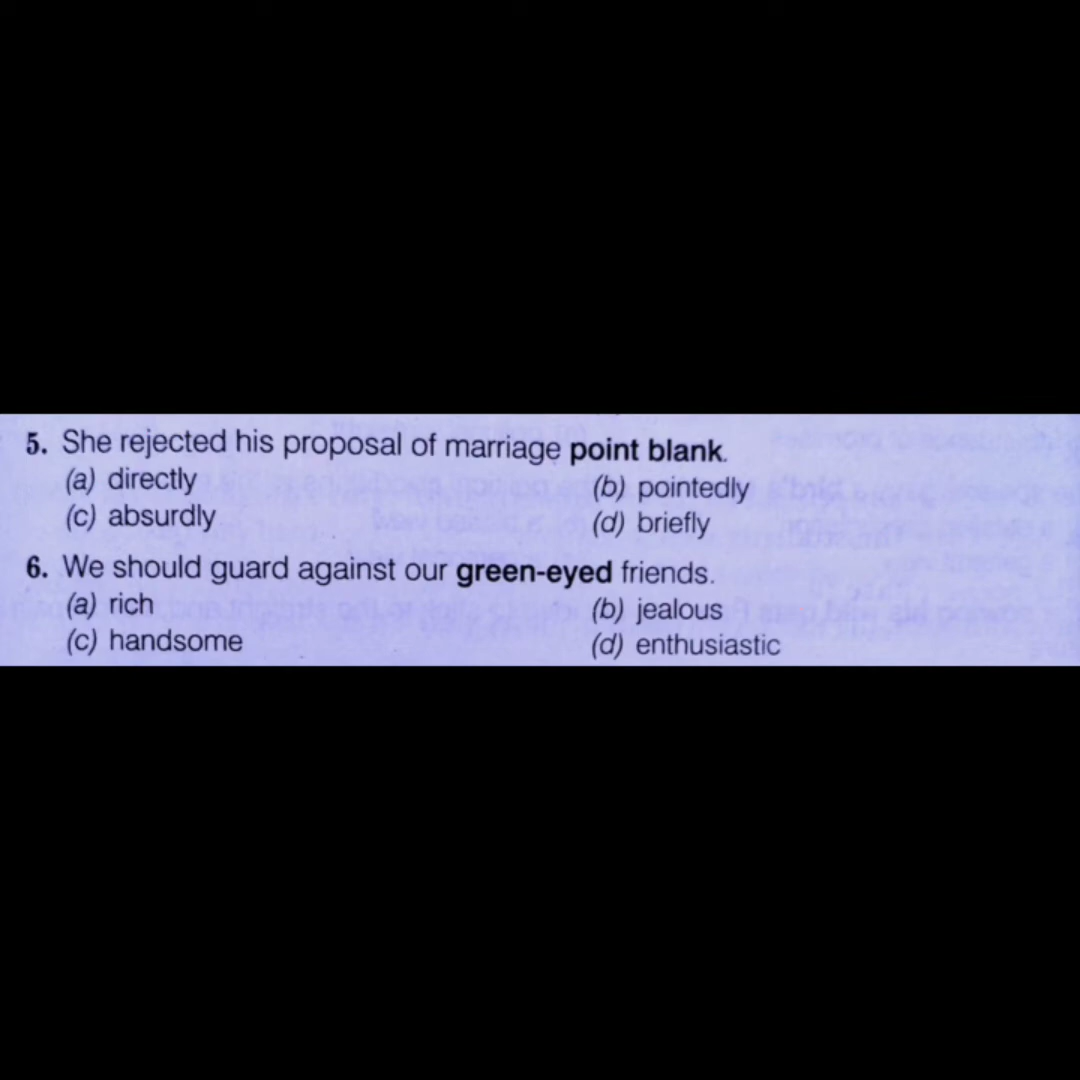 5. She rejected his proposal of marriage point blank.
(a) directly (b) pointedly
(c) absurdly (d) briefly
6. We should guard against our green-eyed friends.
(a) rich (b) jealous
(c) handsome (d) enthusiastic